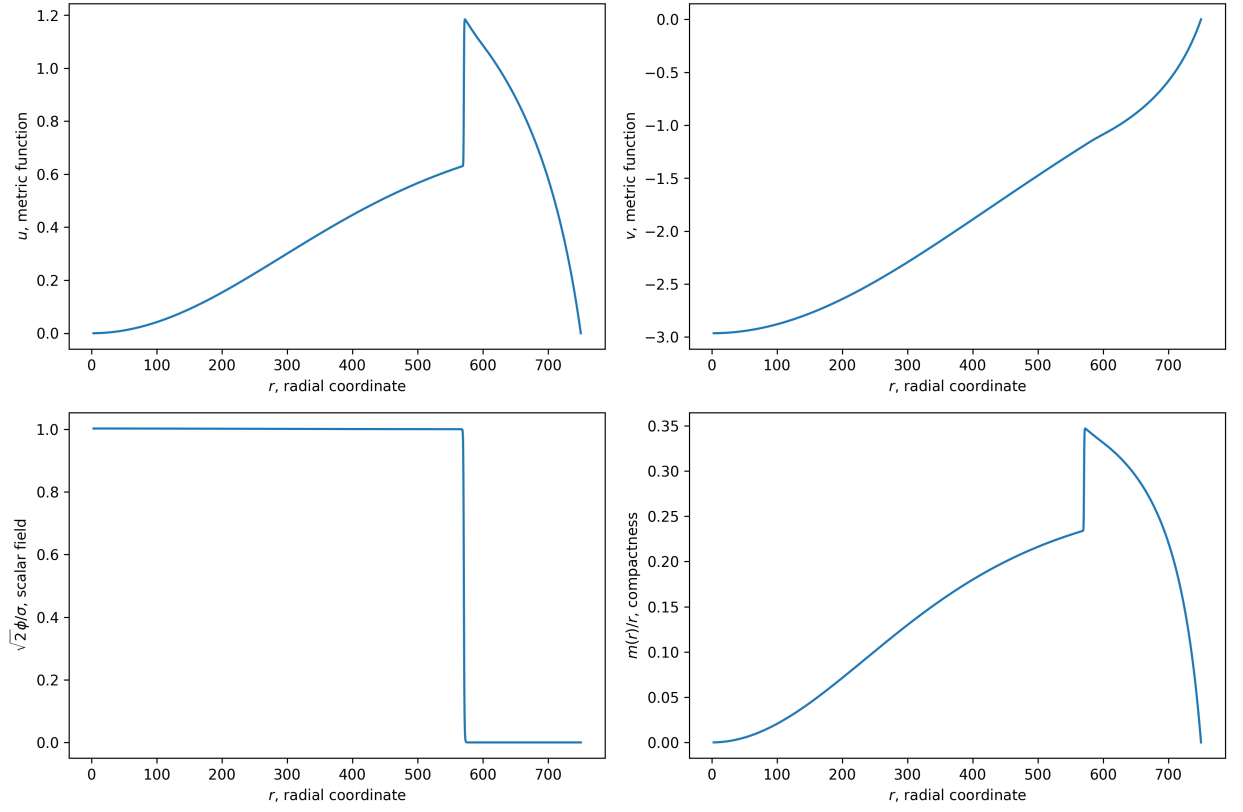 1.2
1.0
0.8
0.6
0.4
0.2
0.0
u, metric function
0 100 200 300 400 500 600 700
r, radial coordinate
0.0
−0.5
−1.0
−1.5
−2.0
−2.5
−3.0
v, metric function
0 100 200 300 400 500 600 700
r, radial coordinate
1.0
0.8
0.6
0.4
0.2
0.0
√2ϕ/σ, scalar field
0 100 200 300 400 500 600 700
r, radial coordinate
0.35
0.30
0.25
0.20
0.15
0.10
0.05
0.00
m(r)/r, compactness
0 100 200 300 400 500 600 700
r, radial coordinate